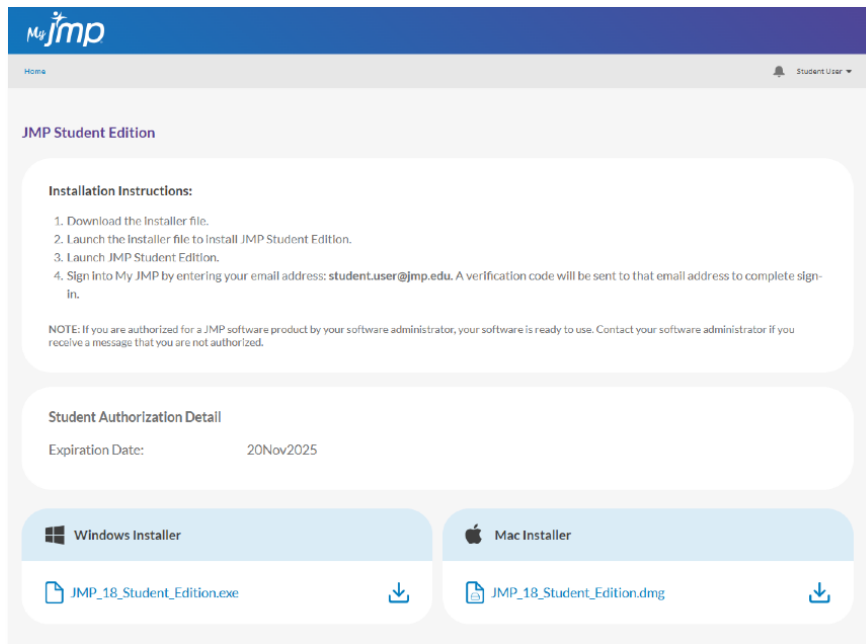 My jmp
Home
Student User
JMP Student Edition
Installation Instructions:
1. Download the installer file.
2. Launch the installer file to install JMP Student Edition.
3. Launch JMP Student Edition.
4. Sign into My JMP by entering your email address: student.user@jmp.edu. A verification code will be sent to that email address to complete sign-
in.
NOTE: If you are authorized for a JMP software product by your software administrator, your software is ready to use. Contact your software administrator if you
receive a message that you are not authorized.
Student Authorization Detail
Expiration Date: 20Nov2025
Windows Installer
JMP_18_Student_Edition.exe
Mac Installer
JMP_18_Student_Edition.dmg